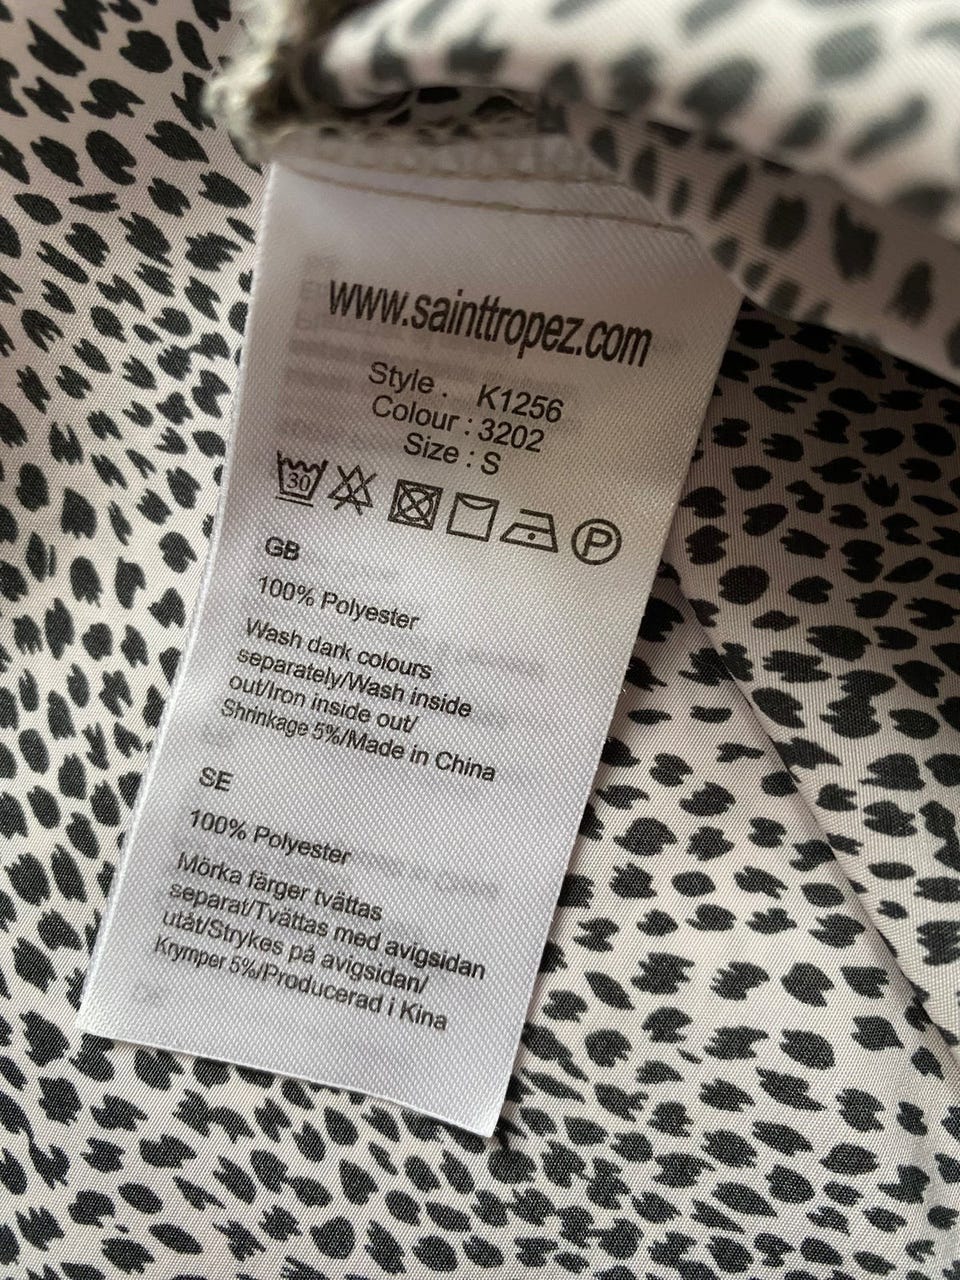 www.sainttropez.com
Style . K1256
Colour : 3202
Size : S
30 P
GB
100% Polyester
Wash dark colours
separately/Wash inside
out/Iron inside out/
Shrinkage 5%/Made in China
SE
100% Polyester
Mörka färger tvättas
separat/Tvättas med avigsidan
utåt/Strykes på avigsidan/
Krymper 5%/Producerad i Kina